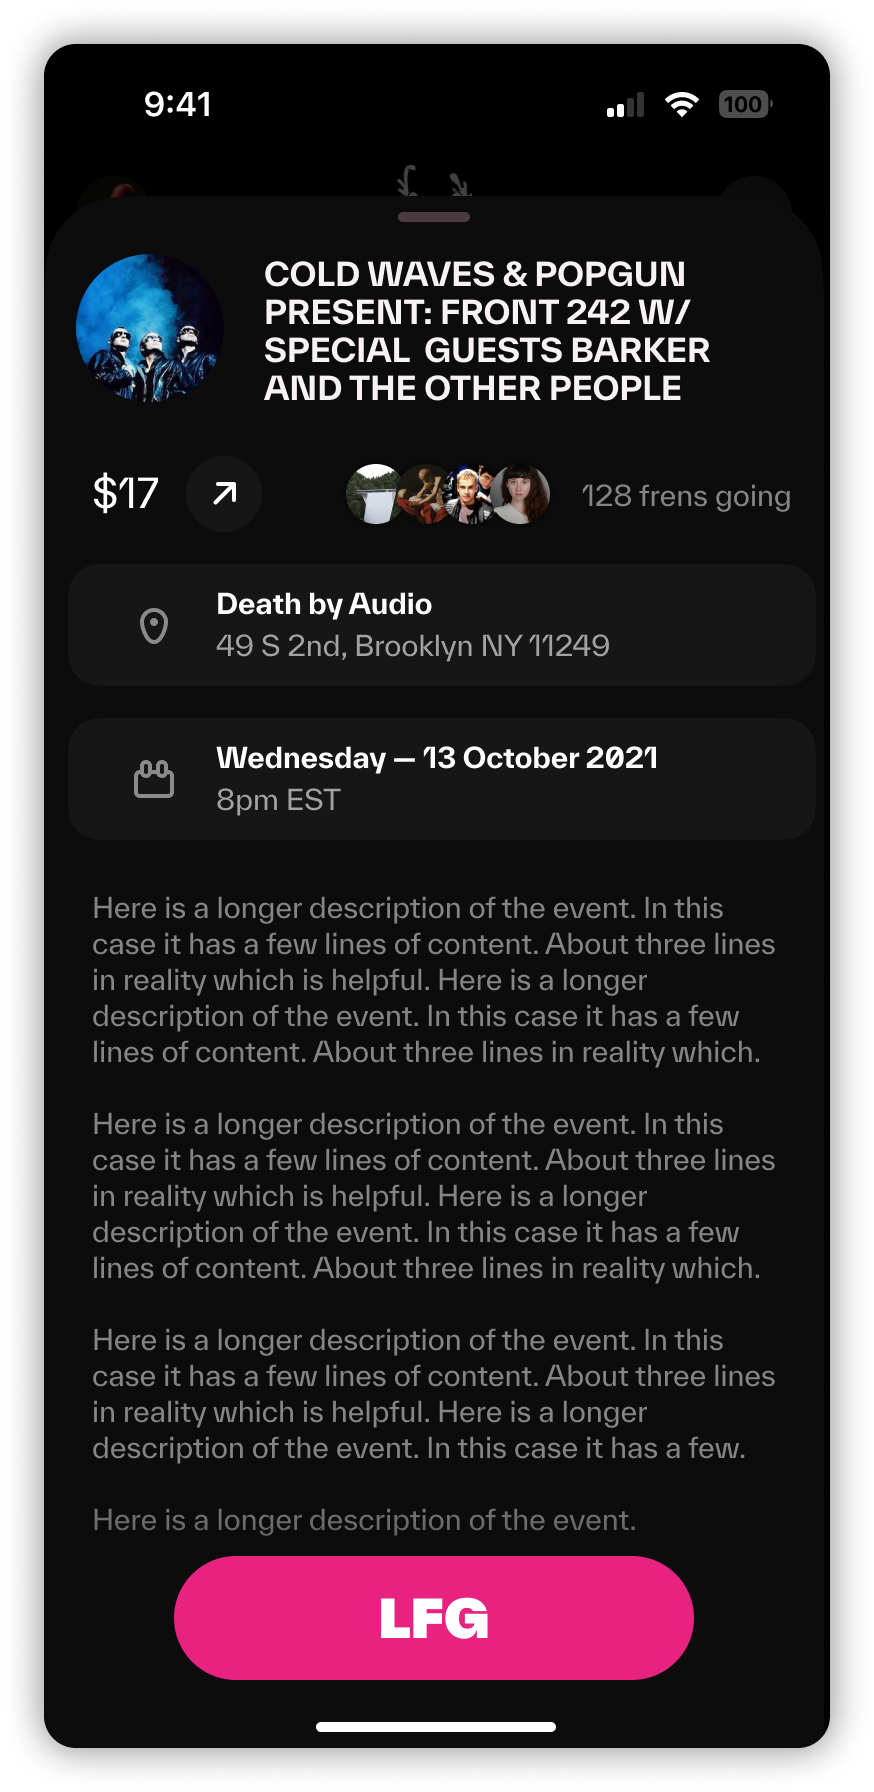 9:41
100
COLD WAVES & POPGUN
PRESENT: FRONT 242 W/
SPECIAL  GUESTS BARKER
AND THE OTHER PEOPLE
$17
128 frens going
Death by Audio
49 S 2nd, Brooklyn NY 11249
Wednesday — 13 October 2021
8pm EST
Here is a longer description of the event. In this
case it has a few lines of content. About three lines
in reality which is helpful. Here is a longer
description of the event. In this case it has a few
lines of content. About three lines in reality which.
Here is a longer description of the event. In this
case it has a few lines of content. About three lines
in reality which is helpful. Here is a longer
description of the event. In this case it has a few
lines of content. About three lines in reality which.
Here is a longer description of the event. In this
case it has a few lines of content. About three lines
in reality which is helpful. Here is a longer
description of the event. In this case it has a few.
Here is a longer description of the event.
LFG